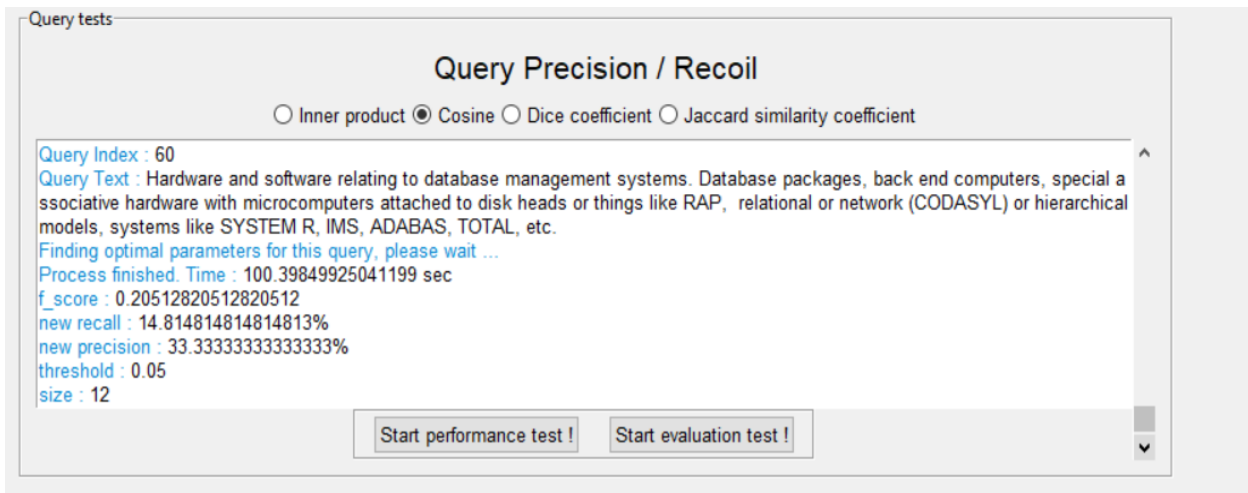 Query tests
Query Precision / Recoil
Inner product Cosine Dice coefficient Jaccard similarity coefficient
Query Index : 60
Query Text : Hardware and software relating to database management systems. Database packages, back end computers, special a
ssociative hardware with microcomputers attached to disk heads or things like RAP,  relational or network (CODASYL) or hierarchical
models, systems like SYSTEM R, IMS, ADABAS, TOTAL, etc.
Finding optimal parameters for this query, please wait ...
Process finished. Time : 100.39849925041199 sec
f_score : 0.20512820512820512
new recall : 14.814814814814813%
new precision : 33.33333333333333%
threshold : 0.05
size : 12
Start performance test ! Start evaluation test !